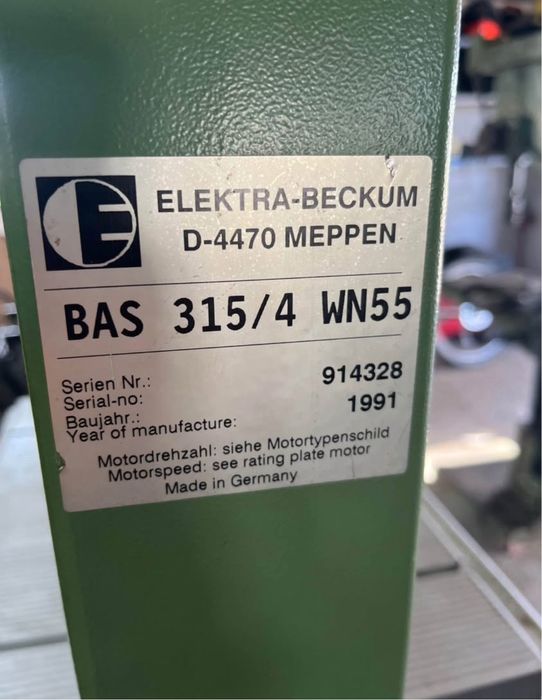 E
ELEKTRA-BECKUM
D-4470 MEPPEN
BAS 315/4 WN55
Serien Nr.: 914328
Serial-no:
Baujahr.: 1991
Year of manufacture:
Motordrehzahl: siehe Motortypenschild
Motorspeed: see rating plate motor
Made in Germany